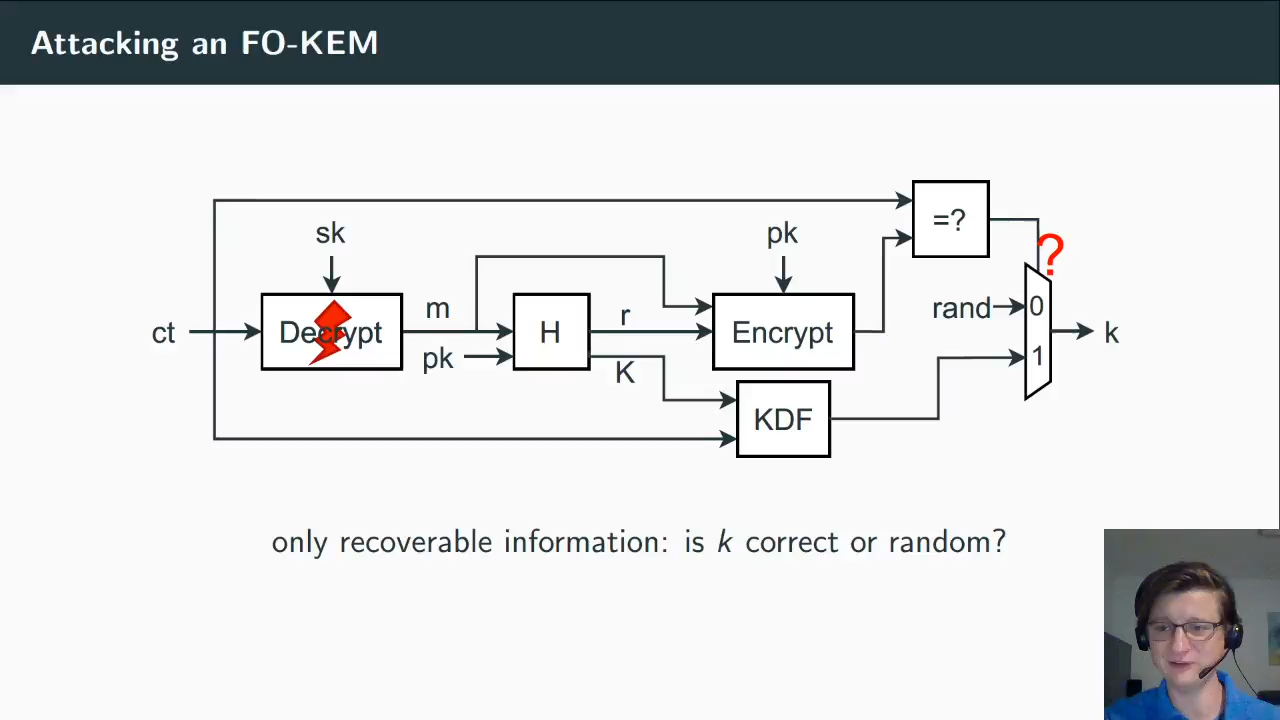 Attacking an FO-KEM
=?
sk
pk
?
ct
Decrypt
m
pk
H
r
K
Encrypt
rand
0
1
k
KDF
only recoverable information: is k correct or random?